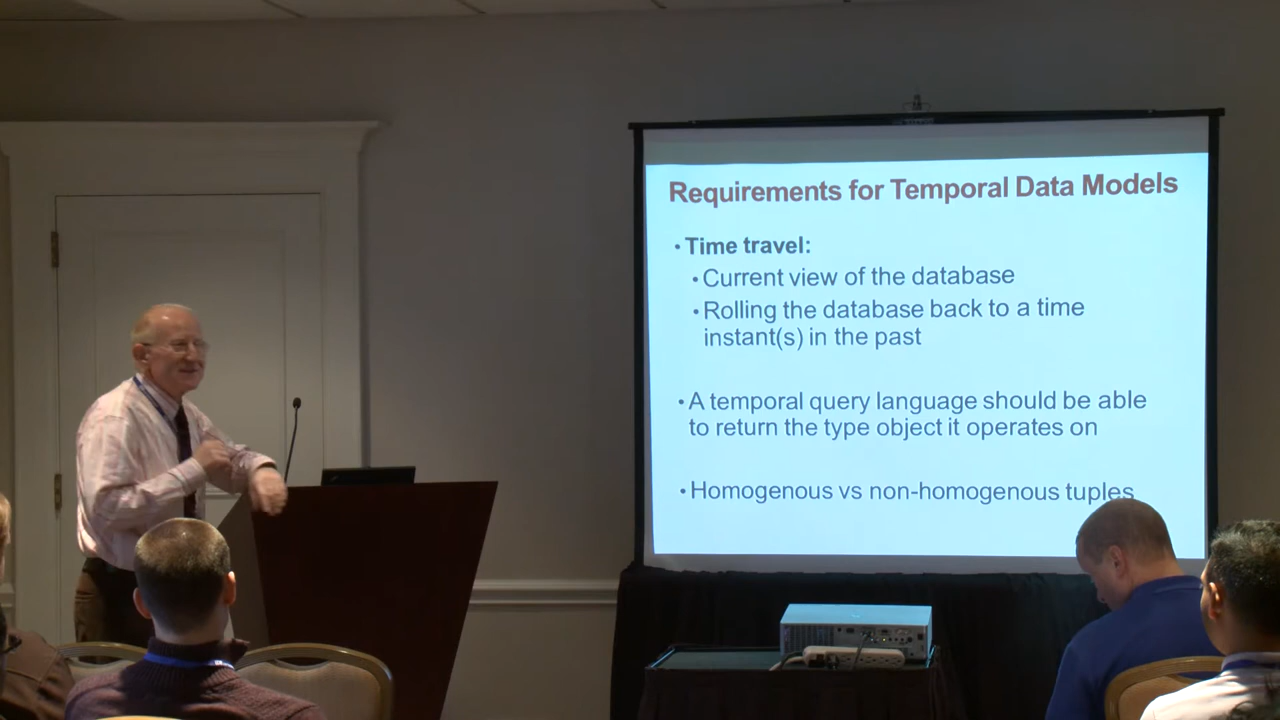 Requirements for Temporal Data Models
• Time travel:
• Current view of the database
• Rolling the database back to a time
instant(s) in the past
• A temporal query language should be able
to return the type object it operates on
• Homogenous vs non-homogenous tuples